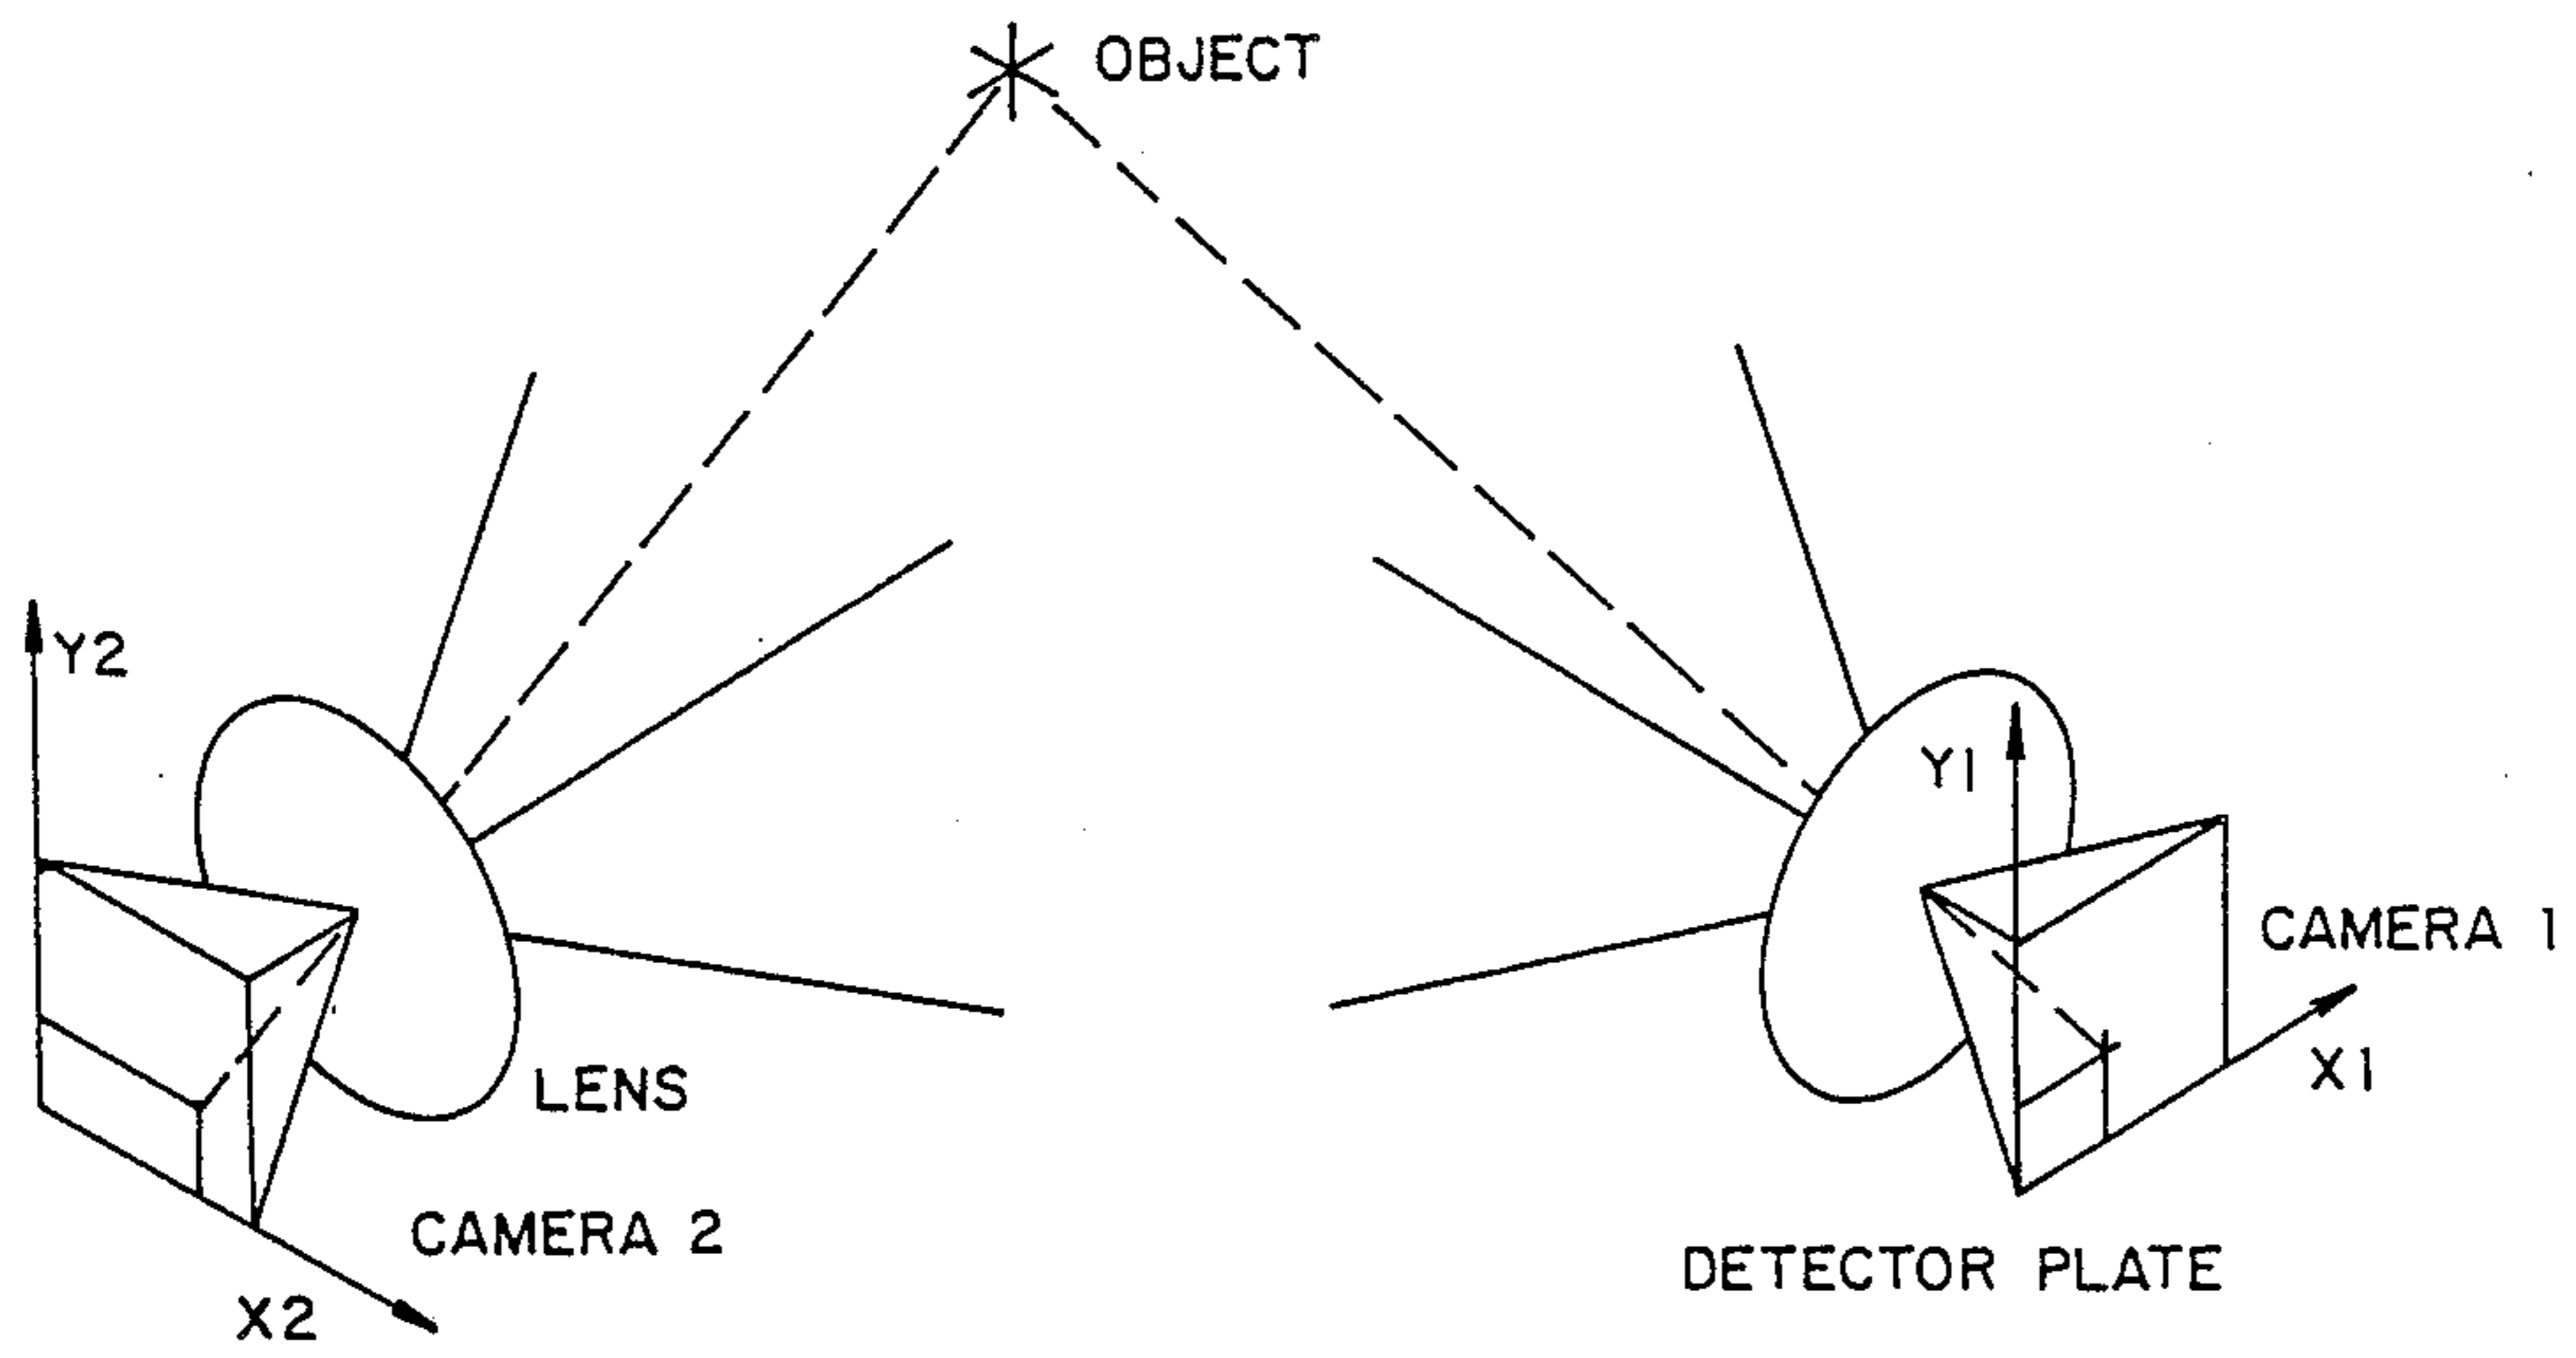 OBJECT
Y2
Y1
CAMERA 1
X1
LENS
CAMERA 2
DETECTOR PLATE
X2